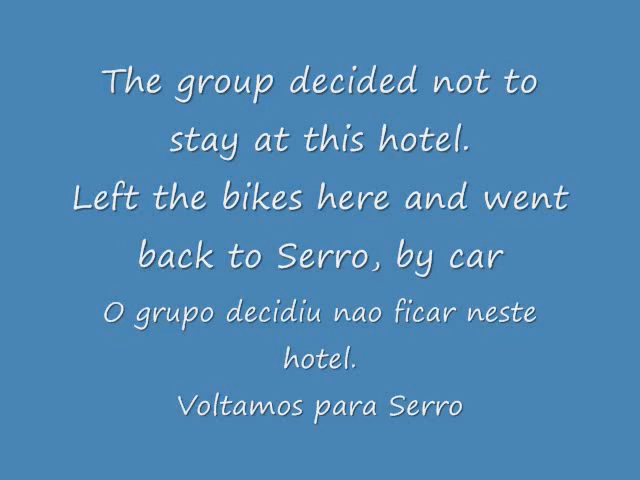 The group decided not to
stay at this hotel.
Left the bikes here and went
back to Serro, by car
O grupo decidiu nao ficar neste
hotel.
Voltamos para Serro